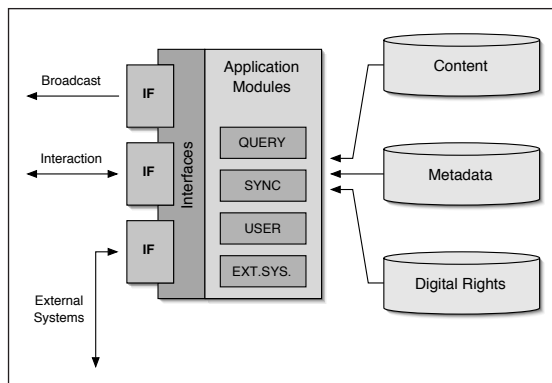 Broadcast
Interaction
External
Systems
IF
IF
IF
Interfaces
Application
Modules
QUERY
SYNC
USER
EXT.SYS.
Content
Metadata
Digital Rights